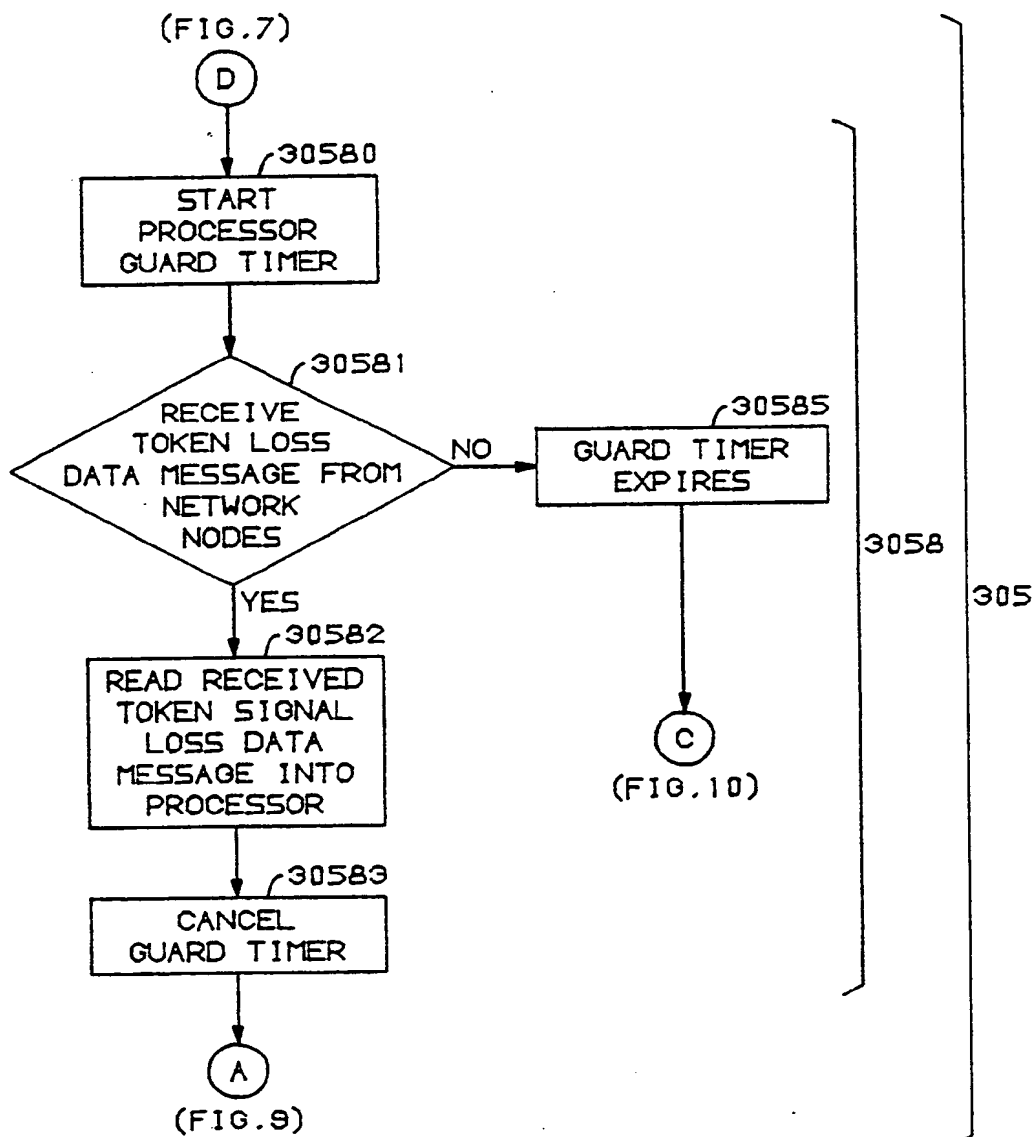 (FIG.7)
D
30580
START
PROCESSOR
GUARD TIMER
30581
RECEIVE
TOKEN LOSS
DATA MESSAGE FROM
NETWORK
NODES
NO
30585
GUARD TIMER
EXPIRES
C
(FIG.10)
YES
30582
READ RECEIVED
TOKEN SIGNAL
LOSS DATA
MESSAGE INTO
PROCESSOR
30583
CANCEL
GUARD TIMER
A
(FIG.9)
3058
305